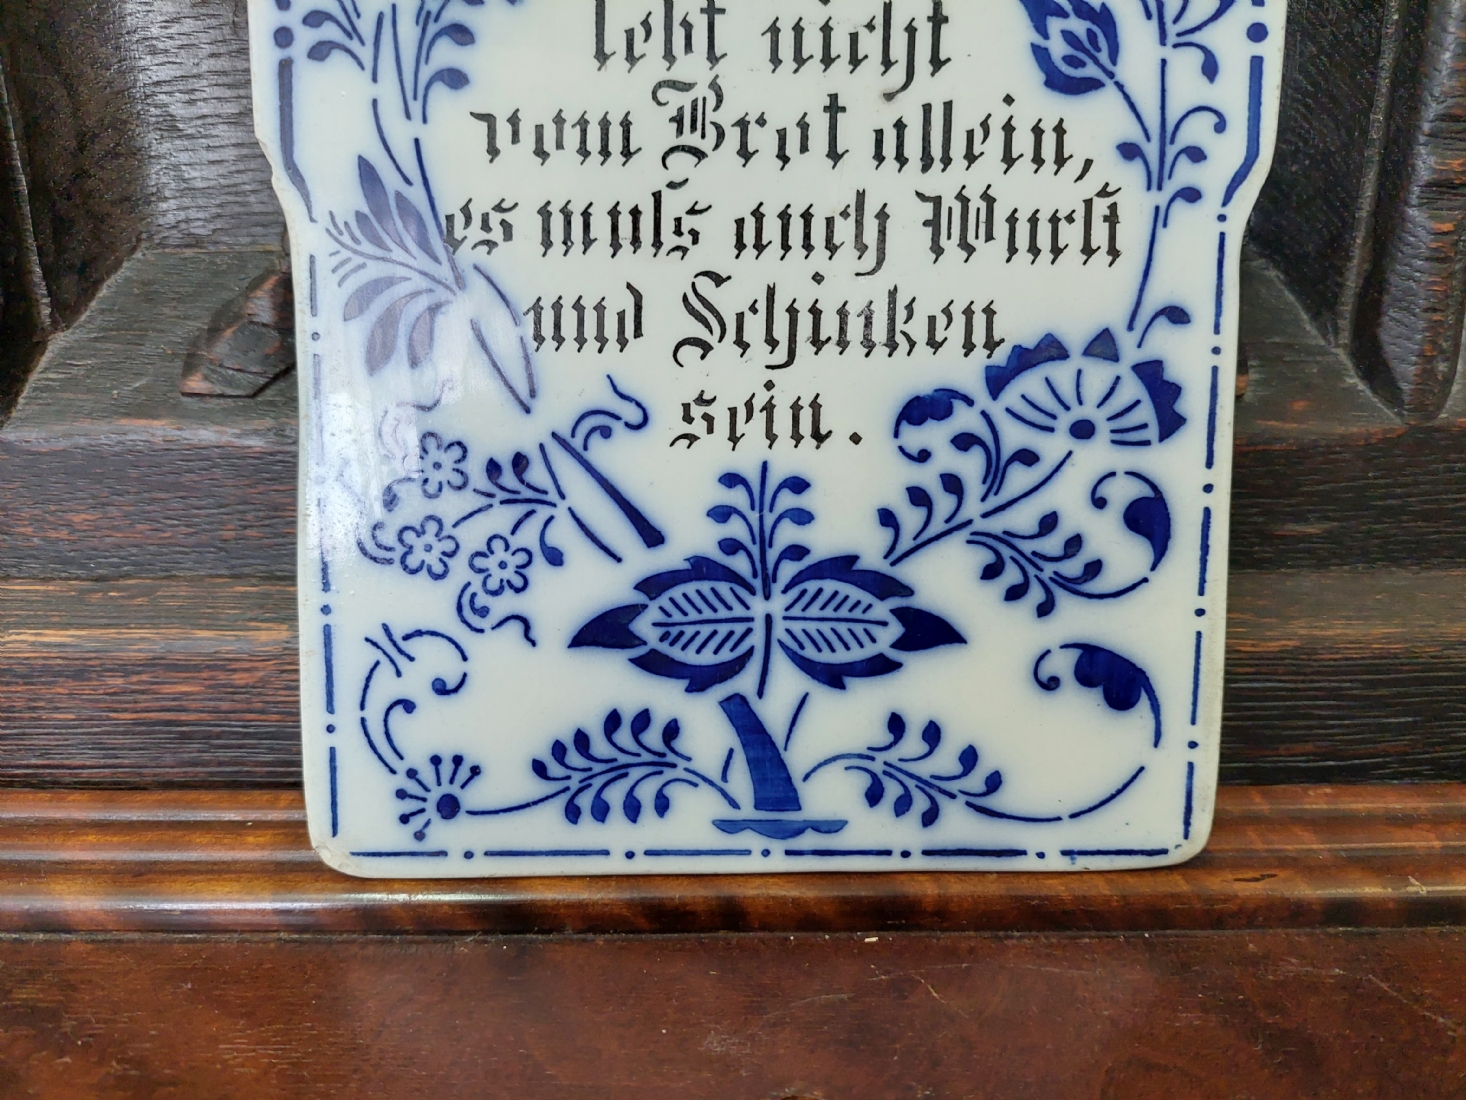 lebt nicht
vom Brot allein,
es muſs auch Wurſt
und Schinken
sein.